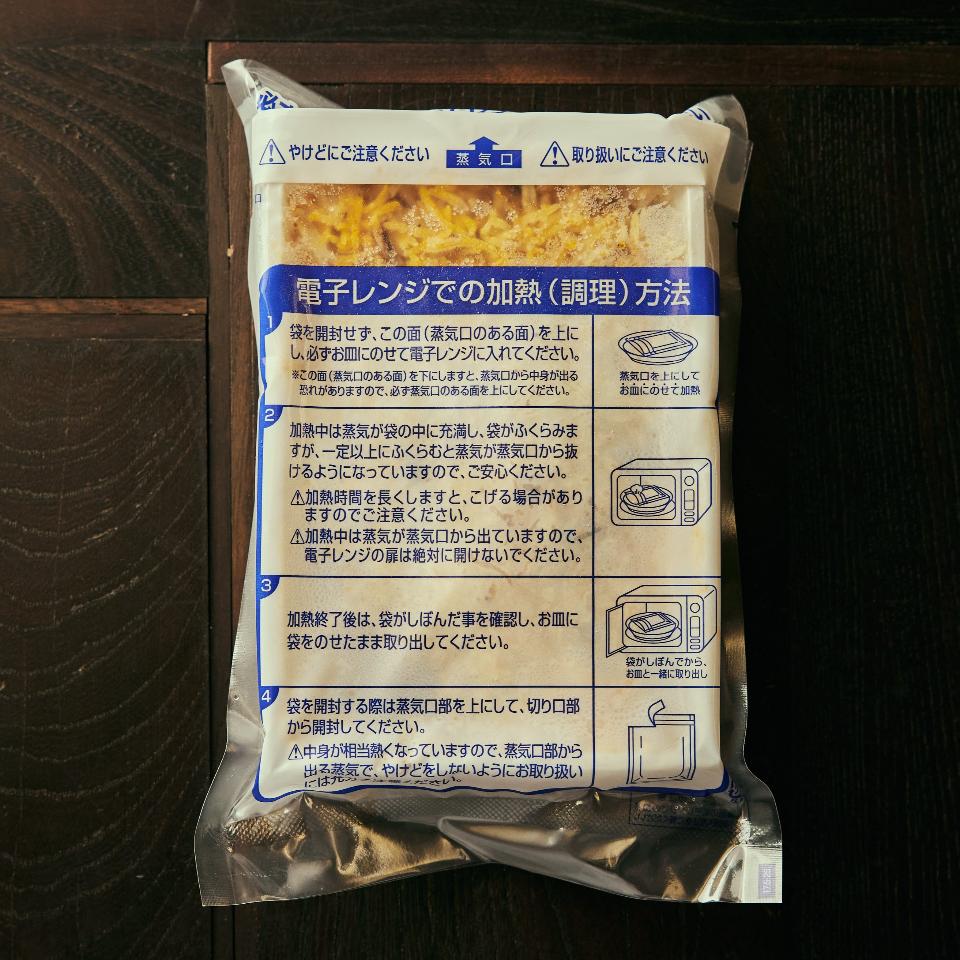 やけどにご注意ください
蒸気口
取り扱いにご注意ください
電子レンジでの加熱(調理)方法
1
袋を開封せず、この面(蒸気口のある面)を上に
し、必ずお皿にのせて電子レンジに入れてください。
※この面(蒸気口のある面)を下にしますと、蒸気口から中身が出る
恐れがありますので、必ず蒸気口のある面を上にしてください。
蒸気口を上にして
お皿にのせて加熱
2
加熱中は蒸気が袋の中に充満し、袋がふくらみま
すが、一定以上にふくらむと蒸気が蒸気口から抜
けるようになっていますので、ご安心ください。
⚠加熱時間を長くしますと、こげる場合があり
ますのでご注意ください。
⚠加熱中は蒸気が蒸気口から出ていますので、
電子レンジの扉は絶対に開けないでください。
3
加熱終了後は、袋がしぼんだ事を確認し、お皿に
袋をのせたまま取り出してください。
袋がしぼんでから、
お皿と一緒に取り出し
4
袋を開封する際は蒸気口部を上にして、切り口部
から開封してください。
⚠中身が相当熱くなっていますので、蒸気口部から
出る蒸気で、やけどをしないようにお取り扱い
には